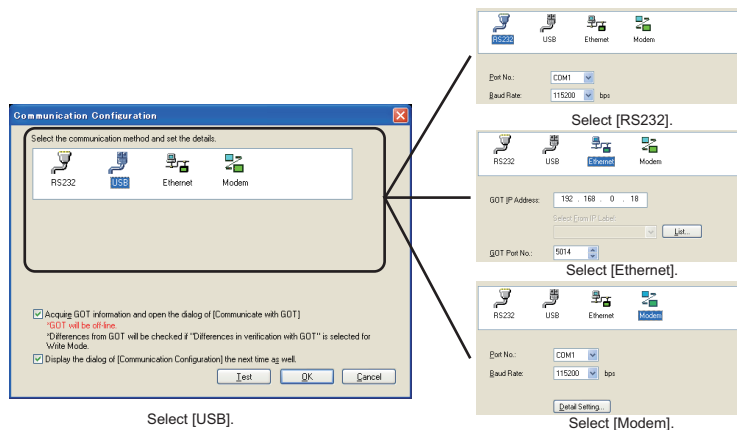 Communication Configuration
Select the communication method and set the details.
RS232 USB Ethernet Modem
Acquire GOT information and open the dialog of [Communicate with GOT]
*GOT will be off-line.
*Differences from GOT will be checked if "Differences in verification with GOT" is selected for
Write Mode.
Display the dialog of [Communication Configuration] the next time as well.
Test OK Cancel
Select [USB].
RS232 USB Ethernet Modem
Port No.: COM1
Baud Rate: 115200 bps
Select [RS232].
RS232 USB Ethernet Modem
GOT IP Address: 192 . 168 . 0 . 18
Select From IP Label:
List...
GOT Port No.: 5014
Select [Ethernet].
RS232 USB Ethernet Modem
Port No.: COM1
Baud Rate: 115200 bps
Detail Setting...
Select [Modem].